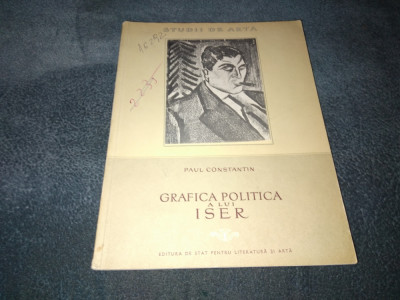 STUDII DE ARTĂ
PAUL CONSTANTIN
GRAFICA POLITICA
A LUI
ISER
EDITURA DE STAT PENTRU LITERATURĂ ȘI ARTĂ